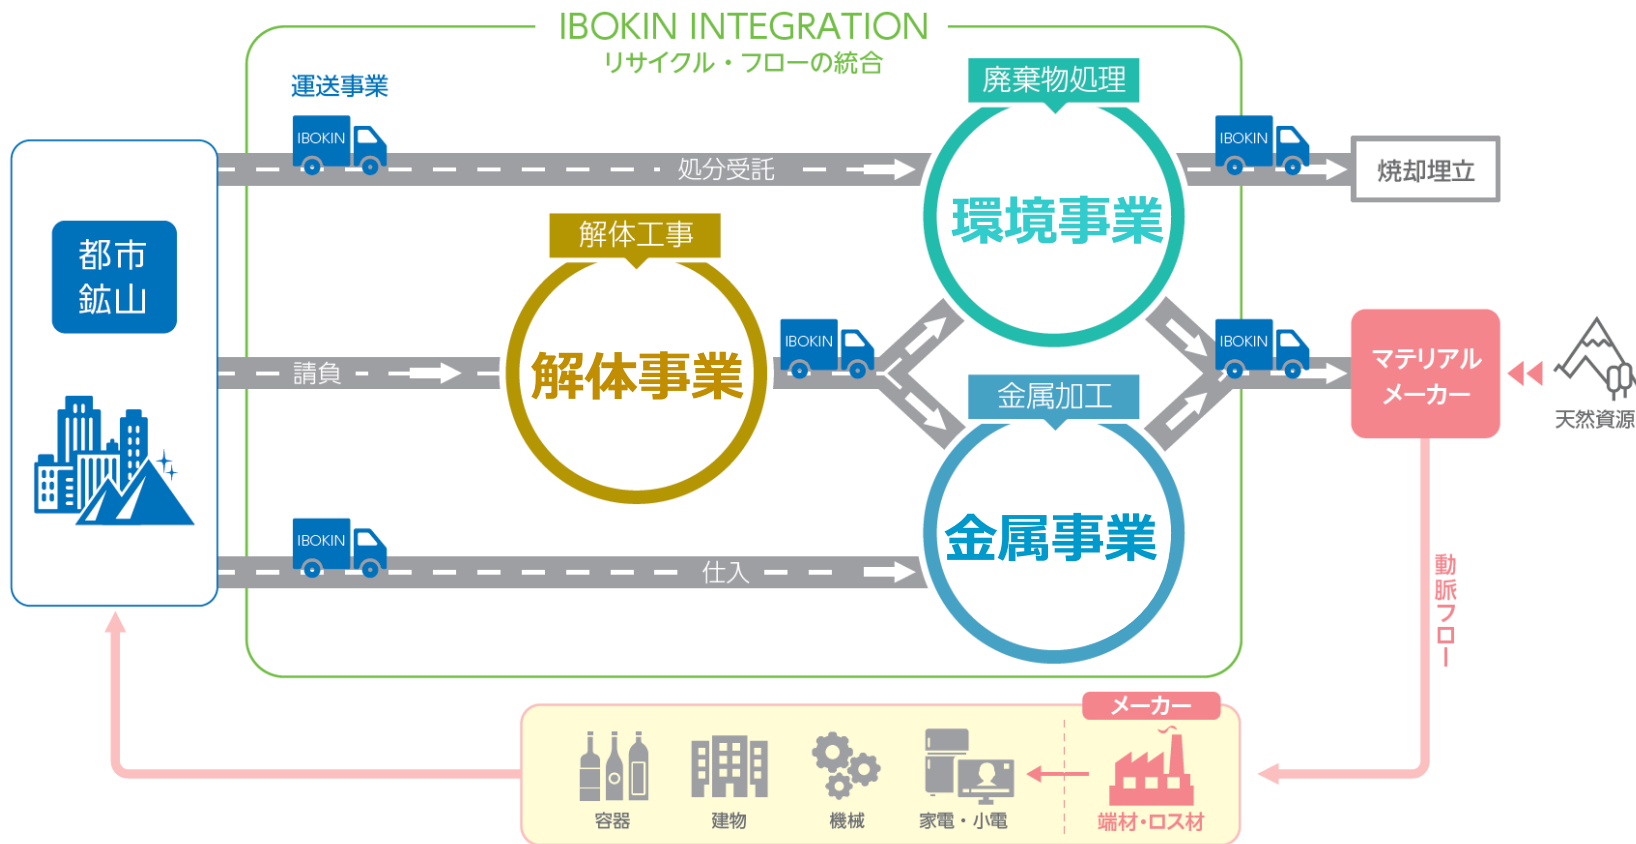 IBOKIN INTEGRATION
リサイクル・フローの統合
運送事業
IBOKIN
処分受託
廃棄物処理
環境事業
IBOKIN
焼却埋立
都市
鉱山
解体工事
解体事業
請負
IBOKIN
IBOKIN
マテリアル
メーカー
天然資源
金属加工
金属事業
IBOKIN
仕入
動脈フロー
メーカー
容器
建物
機械
家電・小電
端材・ロス材